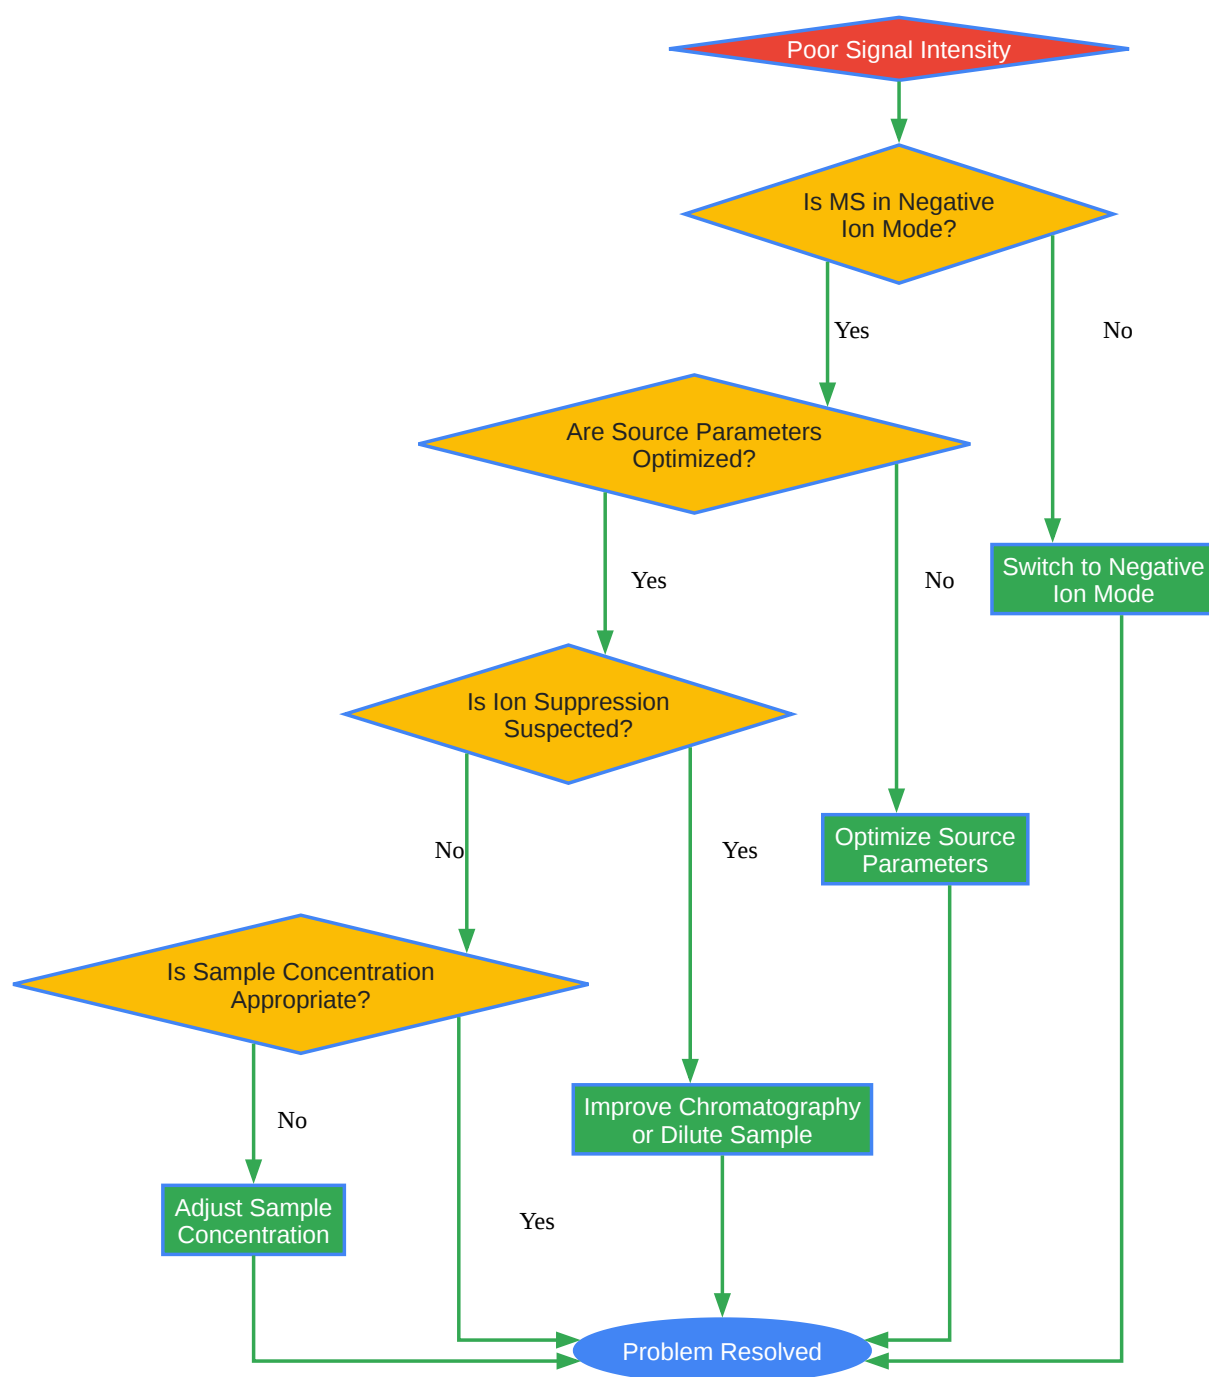 Poor Signal Intensity
Is MS in Negative
Ion Mode?
Yes
No
Are Source Parameters
Optimized?
Yes
No
Switch to Negative
Ion Mode
Is Ion Suppression
Suspected?
No
Yes
Optimize Source
Parameters
Is Sample Concentration
Appropriate?
No
Yes
Improve Chromatography
or Dilute Sample
Adjust Sample
Concentration
Problem Resolved